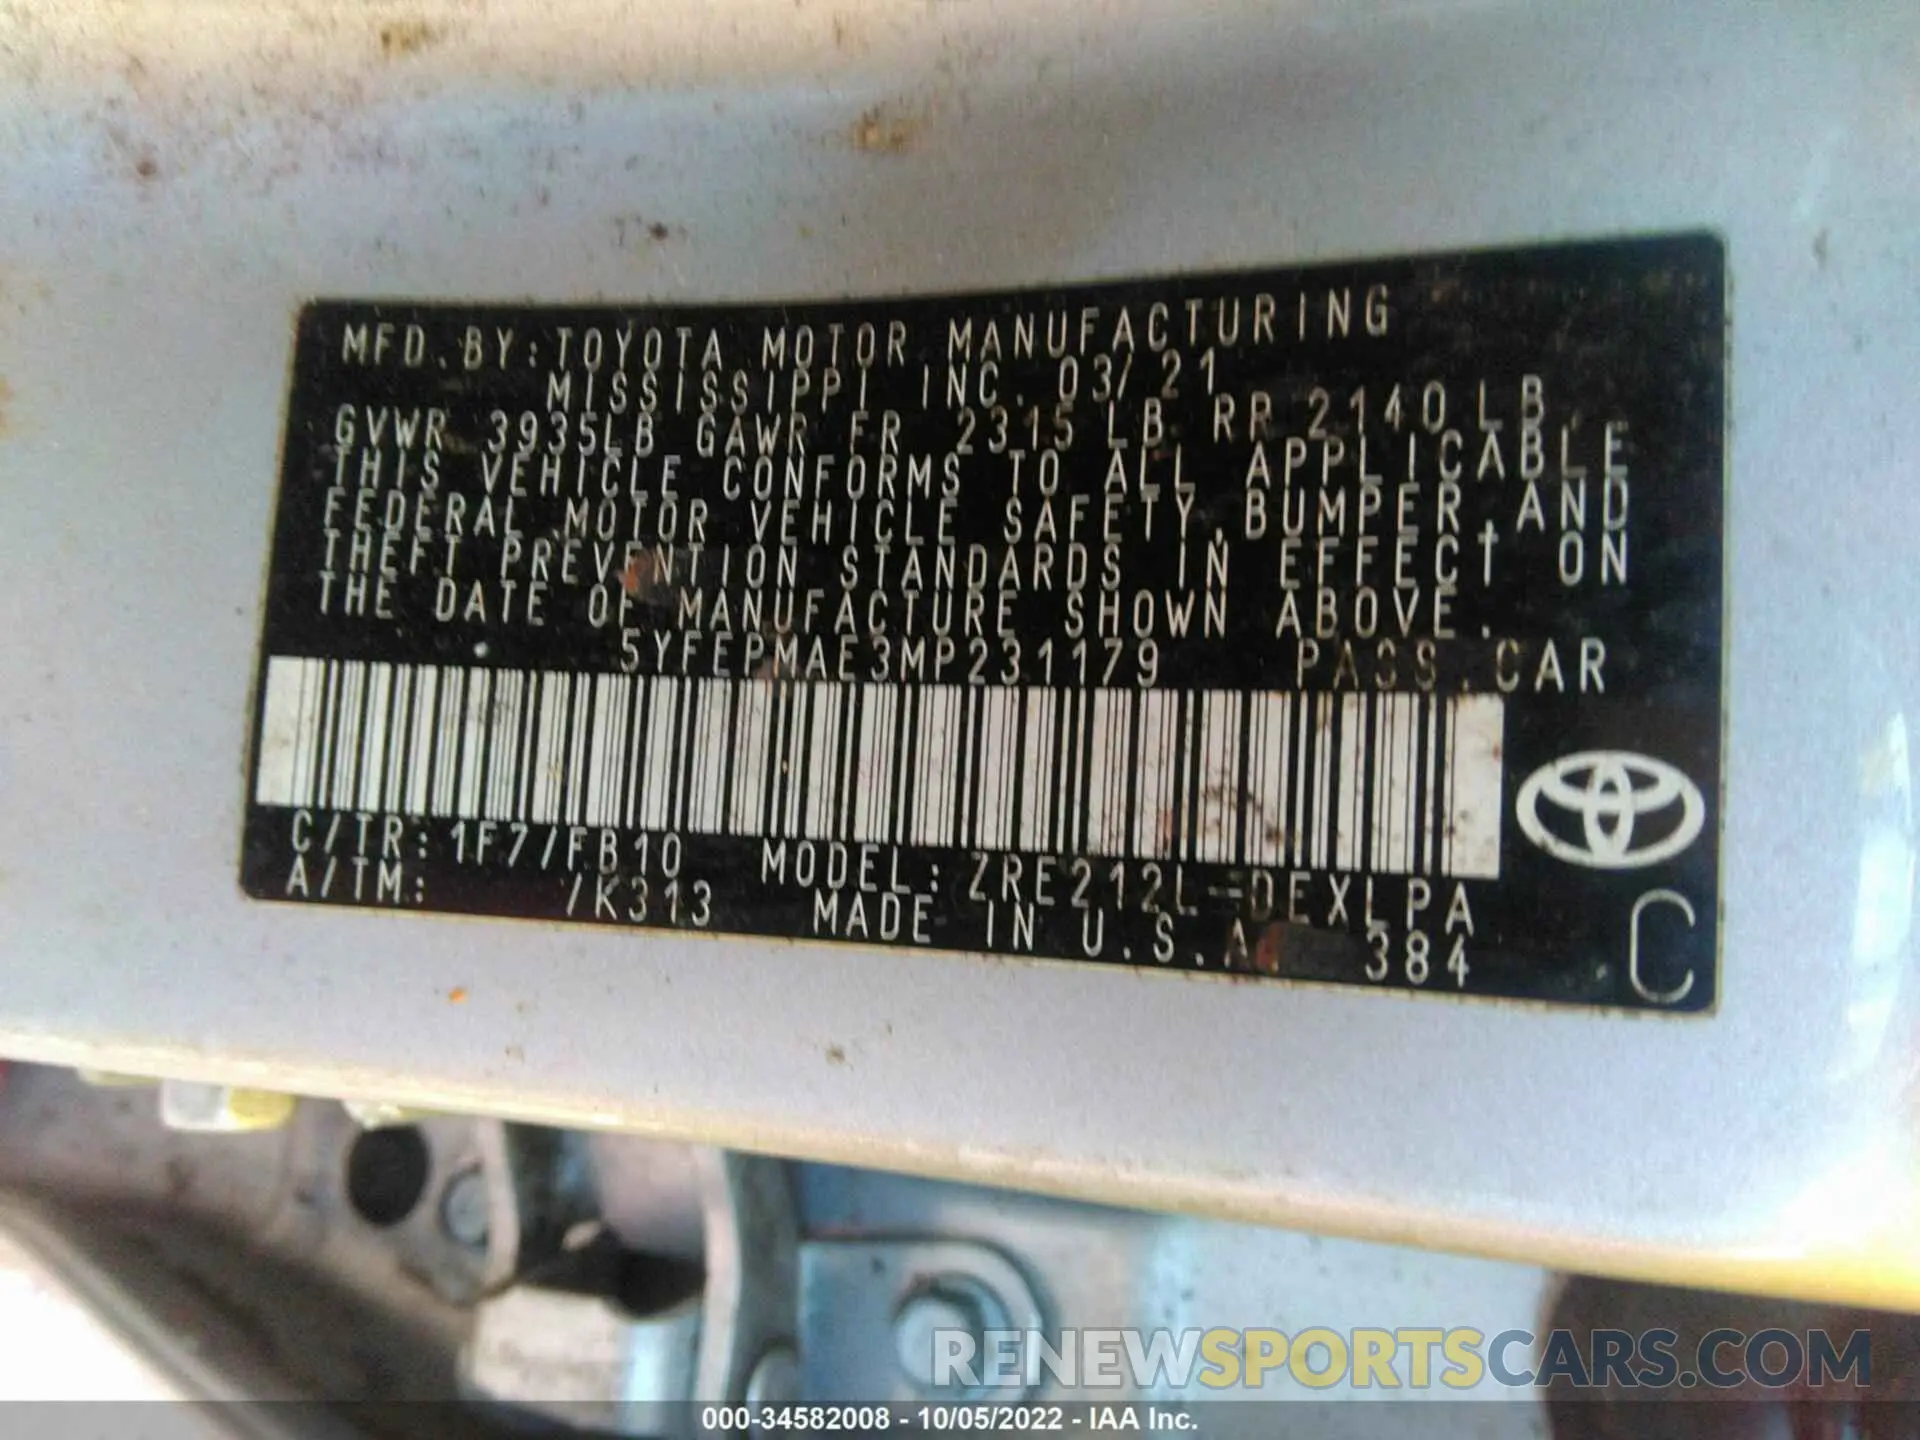 MFD. BY: TOYOTA MOTOR MANUFACTURING
MISSISSIPPI INC. 03/21
GVWR 3935LB GAWR FR 2315 LB RR 2140 LB
THIS VEHICLE CONFORMS TO ALL APPLICABLE
FEDERAL MOTOR VEHICLE SAFETY, BUMPER, AND
THEFT PREVENTION STANDARDS IN EFFECT ON
THE DATE OF MANUFACTURE SHOWN ABOVE.
5YFEPMAE3MP231179 PASS. CAR
C/TR: 1F7/FB10 MODEL: ZRE212L-DEXLPA
A/TM: /K313 MADE IN U.S.A. 384
C
RENEWSPORTSCARS.COM
000-34582008 - 10/05/2022 - IAA Inc.